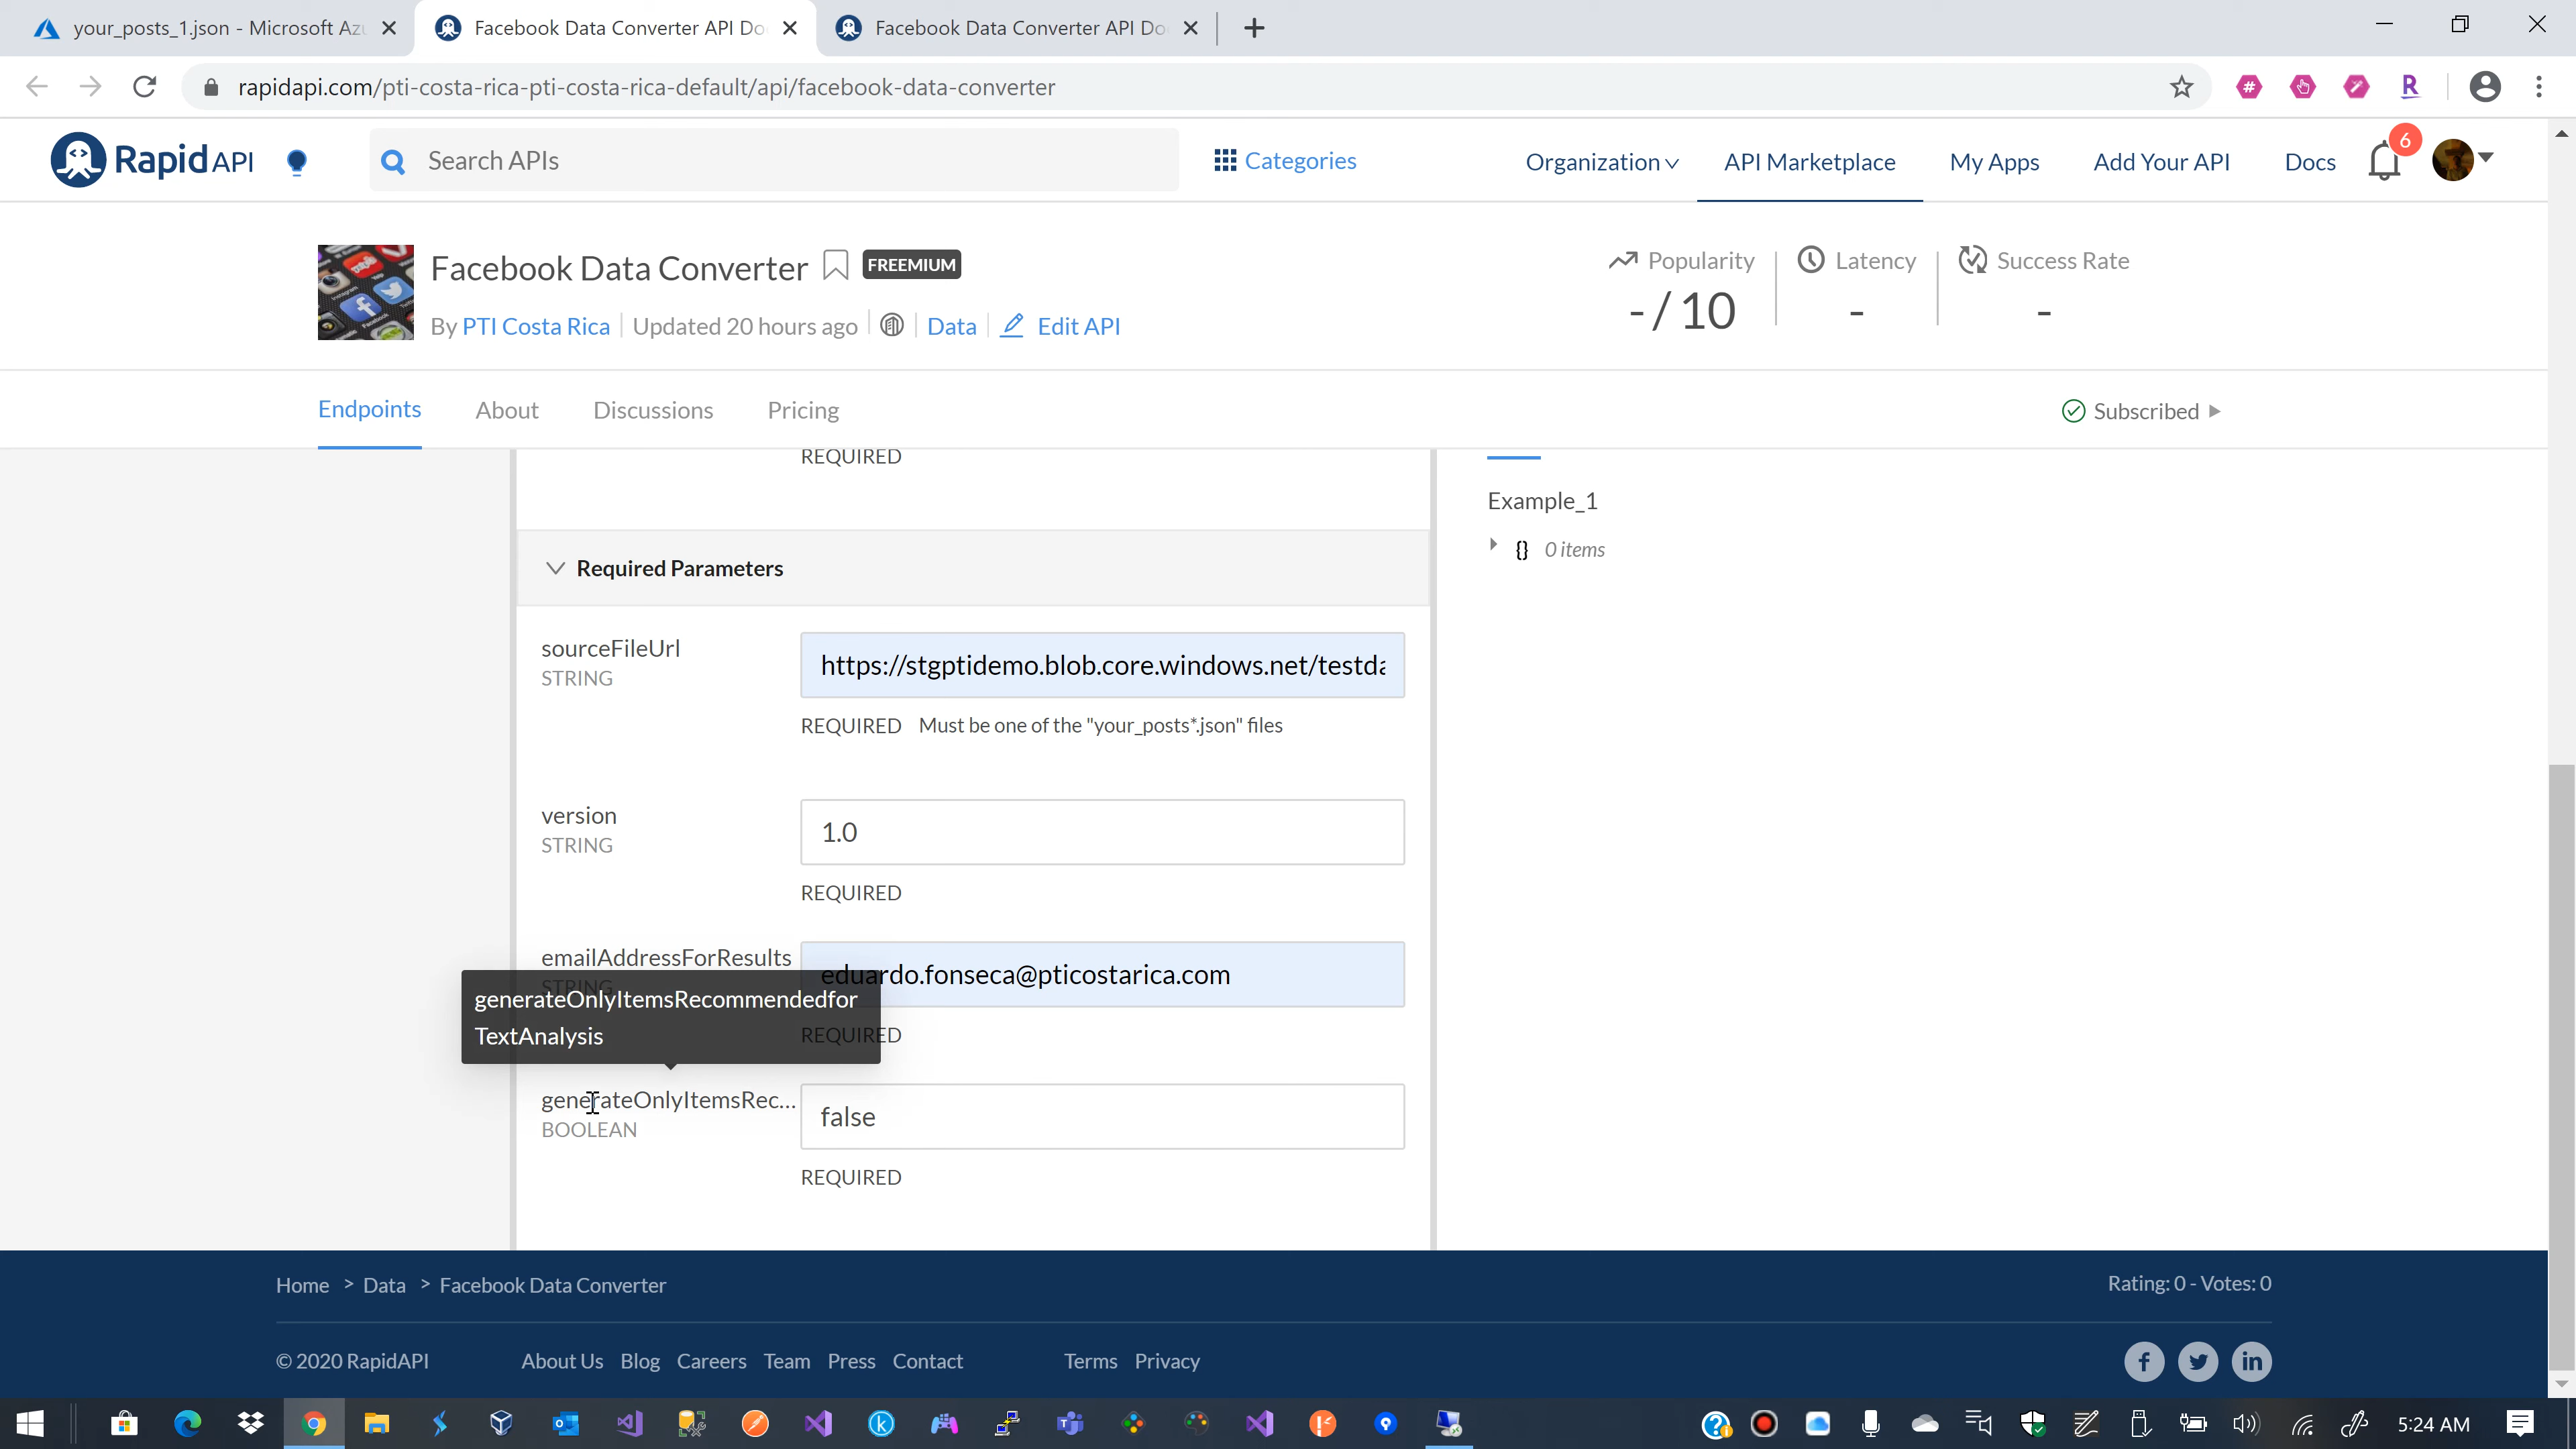 your_posts_1.json - Microsoft Az
Facebook Data Converter API Do
Facebook Data Converter API Do
rapidapi.com/pti-costa-rica-pti-costa-rica-default/api/facebook-data-converter
R
Rapid API
Search APIs
Categories
Organization
API Marketplace
My Apps
Add Your API
Docs
6
Facebook Data Converter
FREEMIUM
By PTI Costa Rica
Updated 20 hours ago
Data
Edit API
Popularity
- / 10
Latency
-
Success Rate
-
Endpoints
About
Discussions
Pricing
Subscribed
REQUIRED
Example_1
{} 0 items
Required Parameters
sourceFileUrl
STRING
https://stgptidemo.blob.core.windows.net/testda
REQUIRED Must be one of the "your_posts*.json" files
version
STRING
1.0
REQUIRED
emailAddressForResults
STRING
eduardo.fonseca@pticostarica.com
REQUIRED
generateOnlyItemsRecommendedfor
TextAnalysis
generateOnlyItemsRec...
BOOLEAN
false
REQUIRED
Home > Data > Facebook Data Converter
Rating: 0 - Votes: 0
© 2020 RapidAPI
About Us Blog Careers Team Press Contact
Terms Privacy
5:24 AM